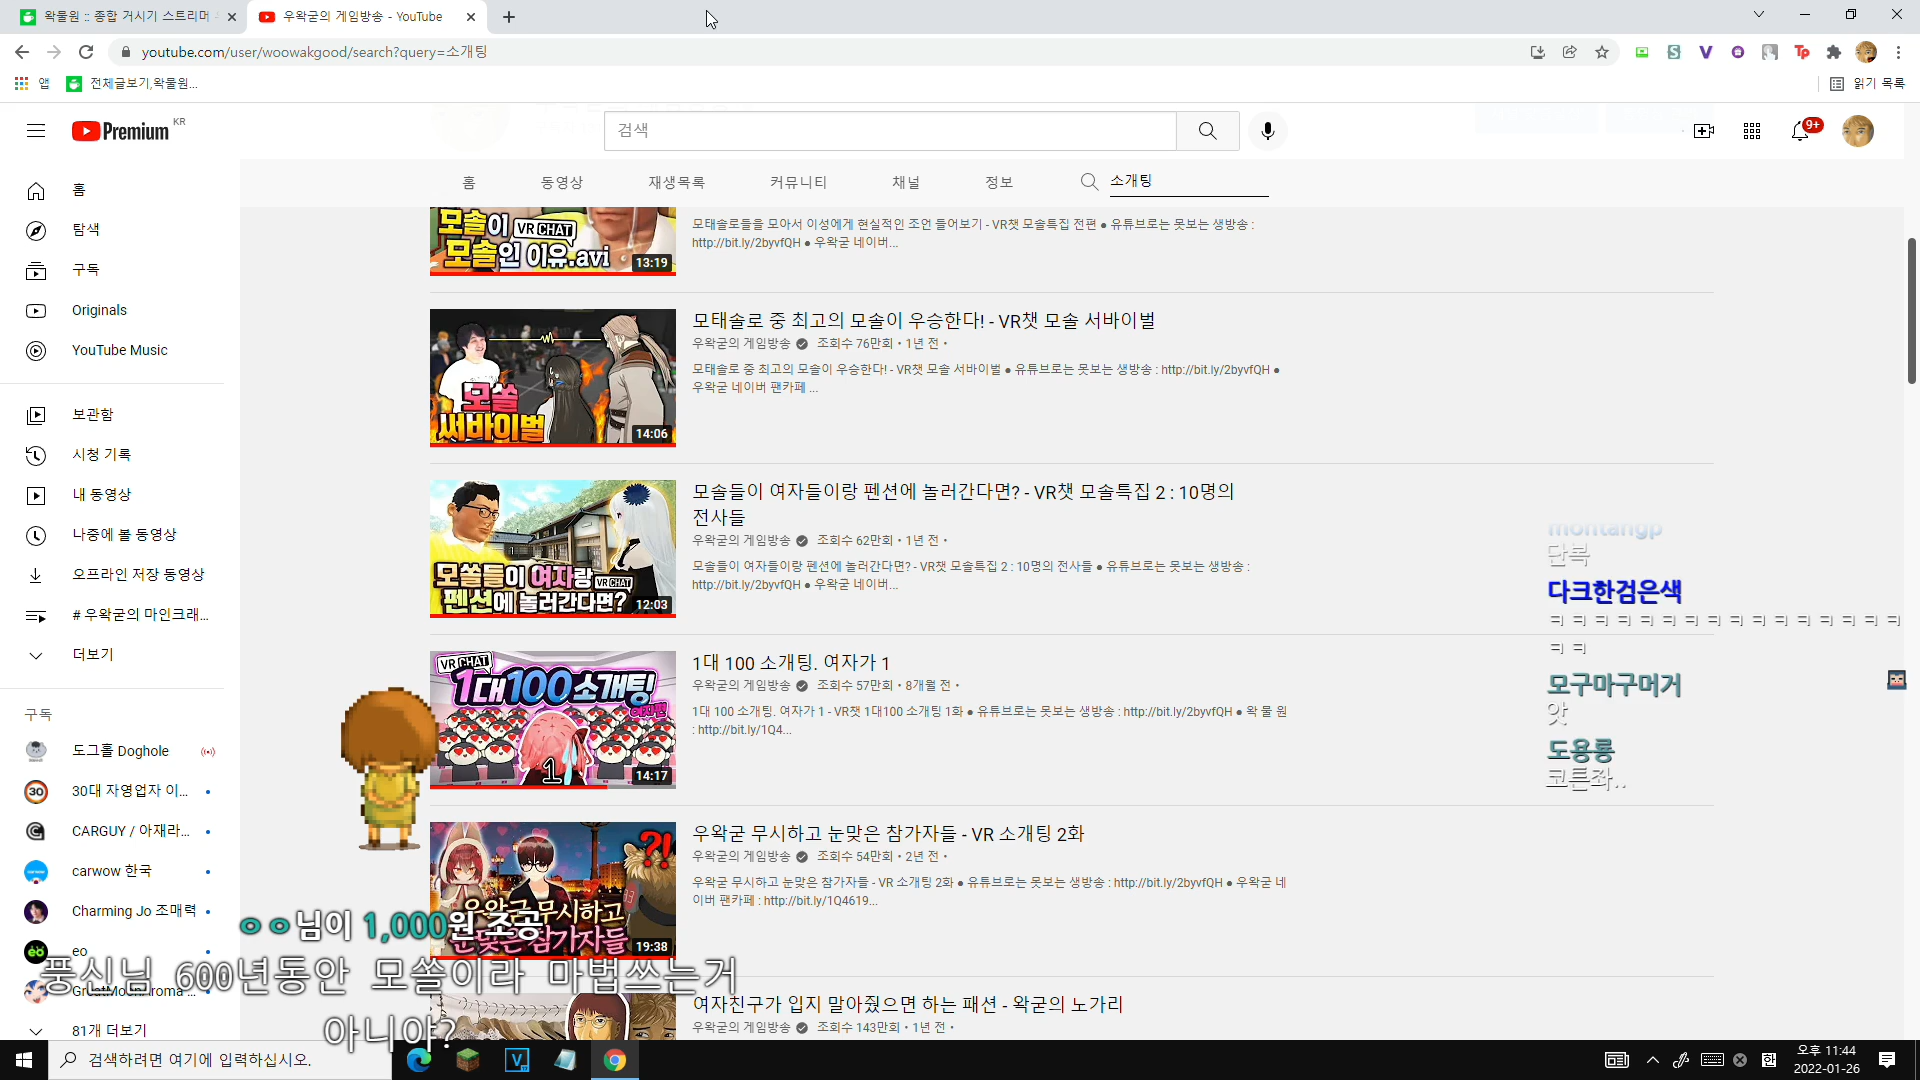 왁물원 :: 종합 거시기 스트리머
우왁굳의 게임방송 - YouTube
youtube.com/user/woowakgood/search?query=소개팅
앱
전체글보기,왁물원...
읽기 목록
Premium KR
검색
9+
홈
동영상
재생목록
커뮤니티
채널
정보
소개팅
홈
탐색
구독
Originals
YouTube Music
보관함
시청 기록
내 동영상
나중에 볼 동영상
오프라인 저장 동영상
# 우왁굳의 마인크래...
더보기
구독
도그홀 Doghole
30대 자영업자 이...
CARGUY / 아재라...
carwow 한국
Charming Jo 조매력
eo
81개 더보기
모솔이 VR CHAT
모솔인 이유.avi
13:19
모태솔로들을 모아서 이성에게 현실적인 조언 들어보기 - VR챗 모솔특집 전편 ● 유튜브로는 못보는 생방송 :
http://bit.ly/2byvfQH ● 우왁굳 네이버...
모쏠
써바이벌
14:06
모태솔로 중 최고의 모솔이 우승한다! - VR챗 모솔 서바이벌
우왁굳의 게임방송 조회수 76만회 • 1년 전 •
모태솔로 중 최고의 모솔이 우승한다! - VR챗 모솔 서바이벌 ● 유튜브로는 못보는 생방송 : http://bit.ly/2byvfQH ●
우왁굳 네이버 팬카페 ...
모쏠들이 여자랑 VR CHAT
펜션에 놀러간다면?
12:03
모솔들이 여자들이랑 펜션에 놀러간다면? - VR챗 모솔특집 2 : 10명의
전사들
우왁굳의 게임방송 조회수 62만회 • 1년 전 •
모솔들이 여자들이랑 펜션에 놀러간다면? - VR챗 모솔특집 2 : 10명의 전사들 ● 유튜브로는 못보는 생방송 :
http://bit.ly/2byvfQH ● 우왁굳 네이버...
VR CHAT
1대100소개팅
여자편
1
14:17
1대 100 소개팅. 여자가 1
우왁굳의 게임방송 조회수 57만회 • 8개월 전 •
1대 100 소개팅. 여자가 1 - VR챗 1대100 소개팅 1화 ● 유튜브로는 못보는 생방송 : http://bit.ly/2byvfQH ● 왁 물 원
: http://bit.ly/1Q4...
?!
우왁굳 무시하고
눈맞은 참가자들
19:38
우왁굳 무시하고 눈맞은 참가자들 - VR 소개팅 2화
우왁굳의 게임방송 조회수 54만회 • 2년 전 •
우왁굳 무시하고 눈맞은 참가자들 - VR 소개팅 2화 ● 유튜브로는 못보는 생방송 : http://bit.ly/2byvfQH ● 우왁굳 네
이버 팬카페 : http://bit.ly/1Q4619...
여자친구가 입지 말아줬으면 하는 패션 - 왁굳의 노가리
우왁굳의 게임방송 조회수 143만회 • 1년 전 •
montangp
단복
다크한검은색
ㅋㅋㅋㅋㅋㅋㅋㅋㅋㅋㅋㅋㅋㅋㅋㅋ
ㅋㅋ
모구마구머거
앗
도용룡
코튼좌..
ㅇㅇ님이 1,000원 조공
풍신님 600년동안 모쏠이라 마법쓰는거
아니야?
검색하려면 여기에 입력하십시오.
한
오후 11:44
2022-01-26